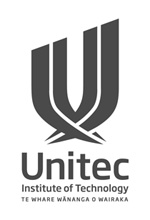 Unitec
Institute of Technology
TE WHARE WĀNANGA O WAIRAKA